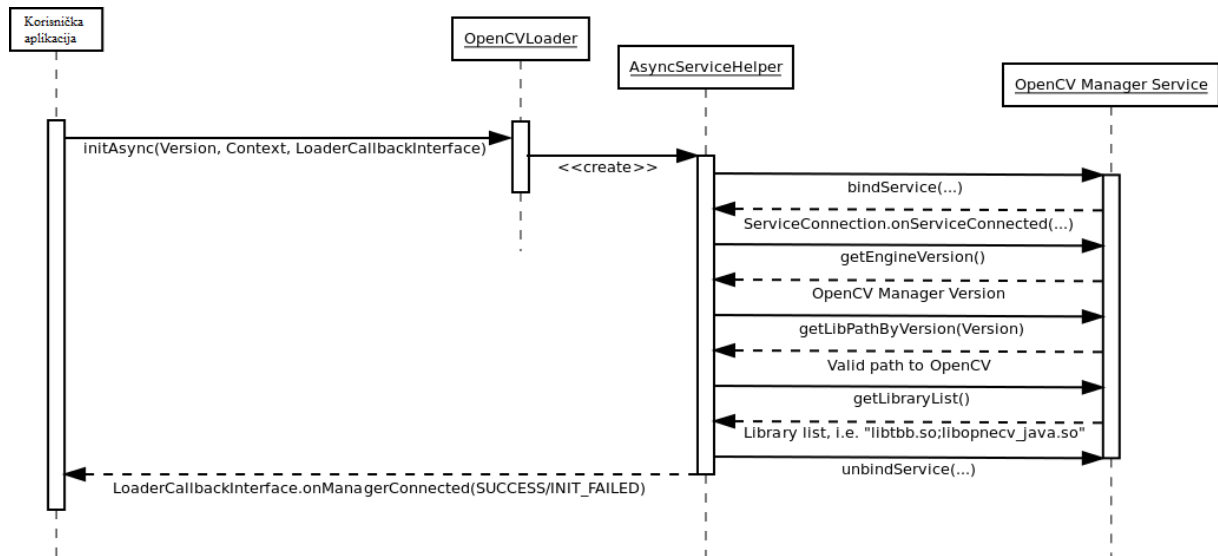 Korisnička
aplikacija
OpenCVLoader
AsyncServiceHelper
OpenCV Manager Service
initAsync(Version, Context, LoaderCallbackInterface)
<<create>>
bindService(...)
ServiceConnection.onServiceConnected(...)
getEngineVersion()
OpenCV Manager Version
getLibPathByVersion(Version)
Valid path to OpenCV
getLibraryList()
Library list, i.e. "libtbb.so;libopnecv_java.so"
unbindService(...)
LoaderCallbackInterface.onManagerConnected(SUCCESS/INIT_FAILED)